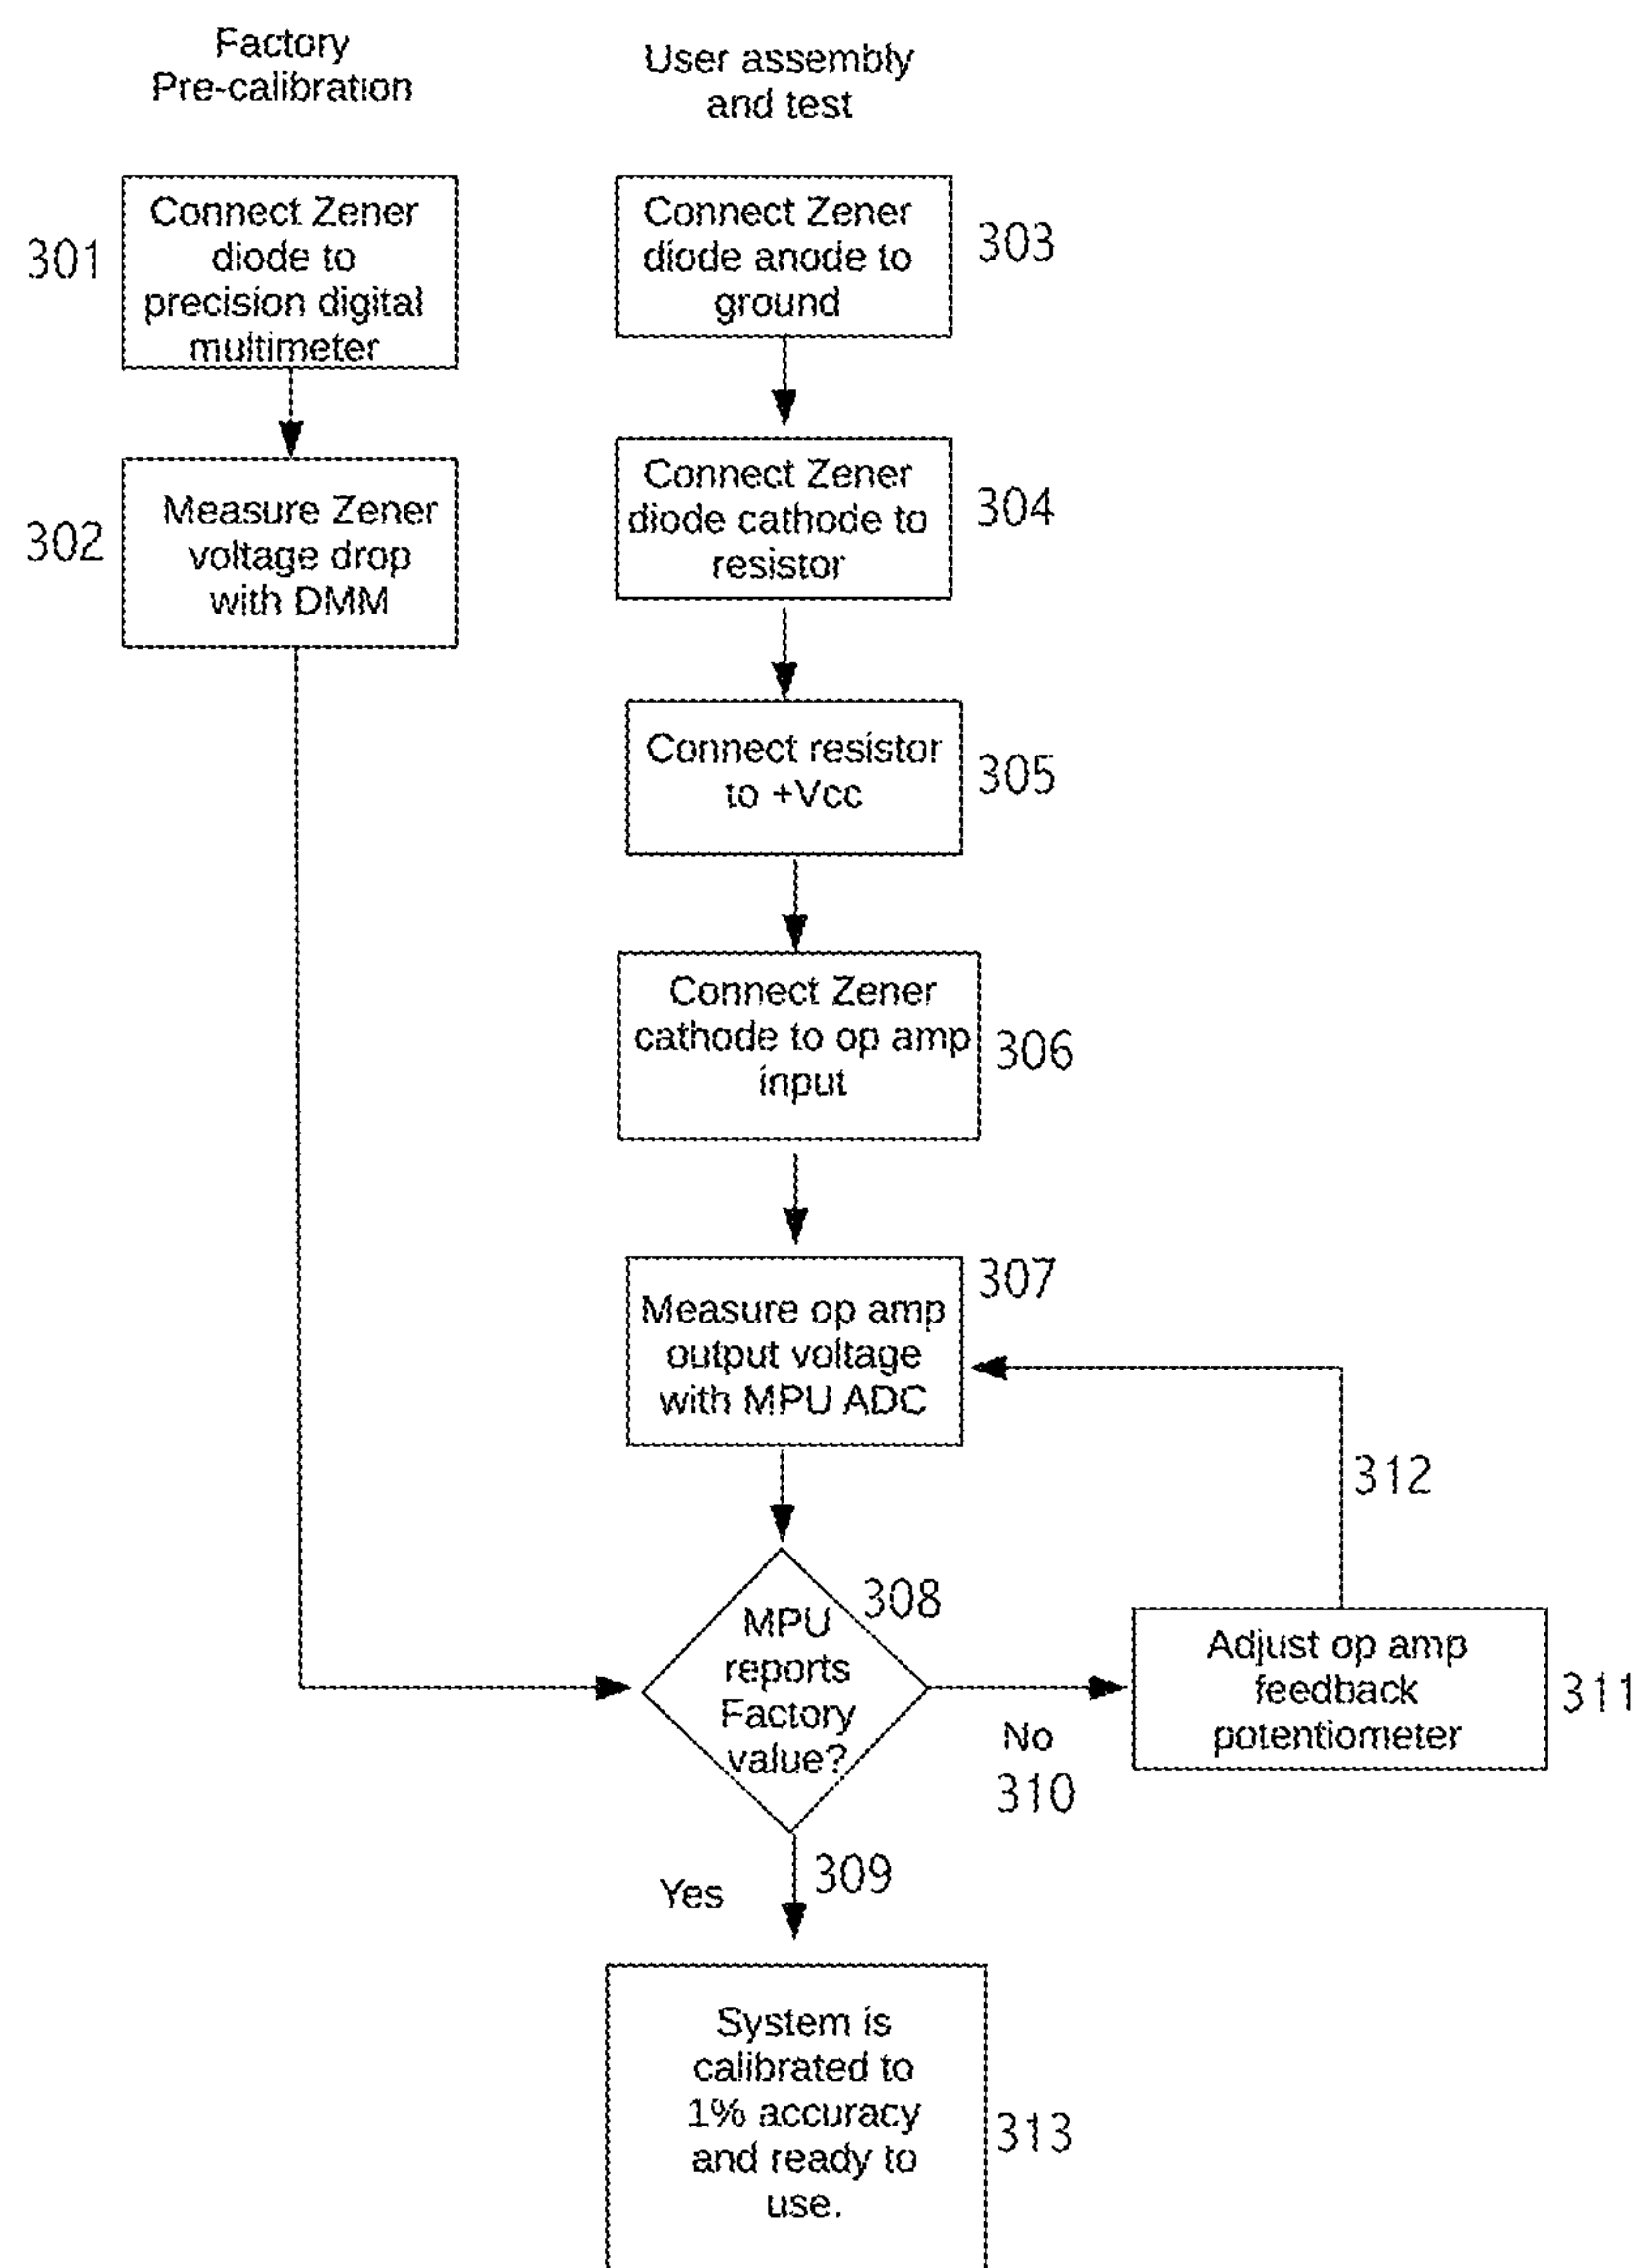 Factory
Pre-calibration
User assembly
and test
301
Connect Zener
diode to
precision digital
multimeter
302
Measure Zener
voltage drop
with DMM
Connect Zener
diode anode to
ground
303
Connect Zener
diode cathode to
resistor
304
Connect resistor
to +Vcc
305
Connect Zener
cathode to op amp
input
306
307
Measure op amp
output voltage
with MPU ADC
312
308
MPU
reports
Factory
value?
No
310
Adjust op amp
feedback
potentiometer
311
Yes
309
System is
calibrated to
1% accuracy
and ready to
use.
313